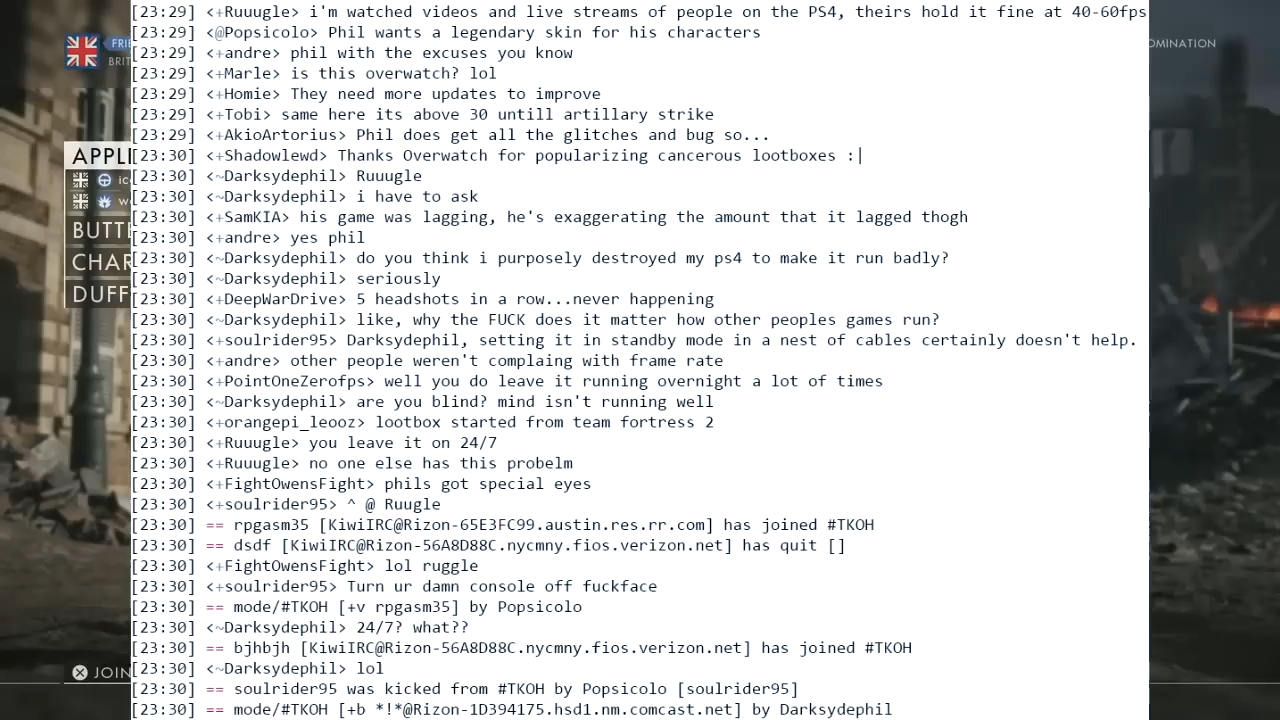 [23:29] <+Ruuugle> i'm watched videos and live streams of people on the PS4, theirs hold it fine at 40-60fps
[23:29] <@Popsicolo> Phil wants a legendary skin for his characters
[23:29] <+andre> phil with the excuses you know
[23:29] <+Marle> is this overwatch? lol
[23:29] <+Homie> They need more updates to improve
[23:29] <+Tobi> same here its above 30 untill artillary strike
[23:29] <+AkioArtorius> Phil does get all the glitches and bug so...
[23:30] <+Shadowlewd> Thanks Overwatch for popularizing cancerous lootboxes :|
[23:30] <~Darksydephil> Ruuugle
[23:30] <~Darksydephil> i have to ask
[23:30] <+SamKIA> his game was lagging, he's exaggerating the amount that it lagged thogh
[23:30] <+andre> yes phil
[23:30] <~Darksydephil> do you think i purposely destroyed my ps4 to make it run badly?
[23:30] <~Darksydephil> seriously
[23:30] <+DeepWarDrive> 5 headshots in a row...never happening
[23:30] <~Darksydephil> like, why the FUCK does it matter how other peoples games run?
[23:30] <+soulrider95> Darksydephil, setting it in standby mode in a nest of cables certainly doesn't help.
[23:30] <+andre> other people weren't complaing with frame rate
[23:30] <+PointOneZerofps> well you do leave it running overnight a lot of times
[23:30] <~Darksydephil> are you blind? mind isn't running well
[23:30] <+orangepi_leooz> lootbox started from team fortress 2
[23:30] <+Ruuugle> you leave it on 24/7
[23:30] <+Ruuugle> no one else has this probelm
[23:30] <+FightOwensFight> phils got special eyes
[23:30] <+soulrider95> ^ @ Ruugle
[23:30] == rpgasm35 [KiwiIRC@Rizon-65E3FC99.austin.res.rr.com] has joined #TKOH
[23:30] == dsdf [KiwiIRC@Rizon-56A8D88C.nycmny.fios.verizon.net] has quit []
[23:30] <+FightOwensFight> lol ruggle
[23:30] <+soulrider95> Turn ur damn console off fuckface
[23:30] == mode/#TKOH [+v rpgasm35] by Popsicolo
[23:30] <~Darksydephil> 24/7? what??
[23:30] == bjhbjh [KiwiIRC@Rizon-56A8D88C.nycmny.fios.verizon.net] has joined #TKOH
[23:30] <~Darksydephil> lol
[23:30] == soulrider95 was kicked from #TKOH by Popsicolo [soulrider95]
[23:30] == mode/#TKOH [+b *!*@Rizon-1D394175.hsd1.nm.comcast.net] by Darksydephil
FRIE
BRIT
APPLI
ic
w
BUTT
CHAR
DUFF
JOIN
OMINATION